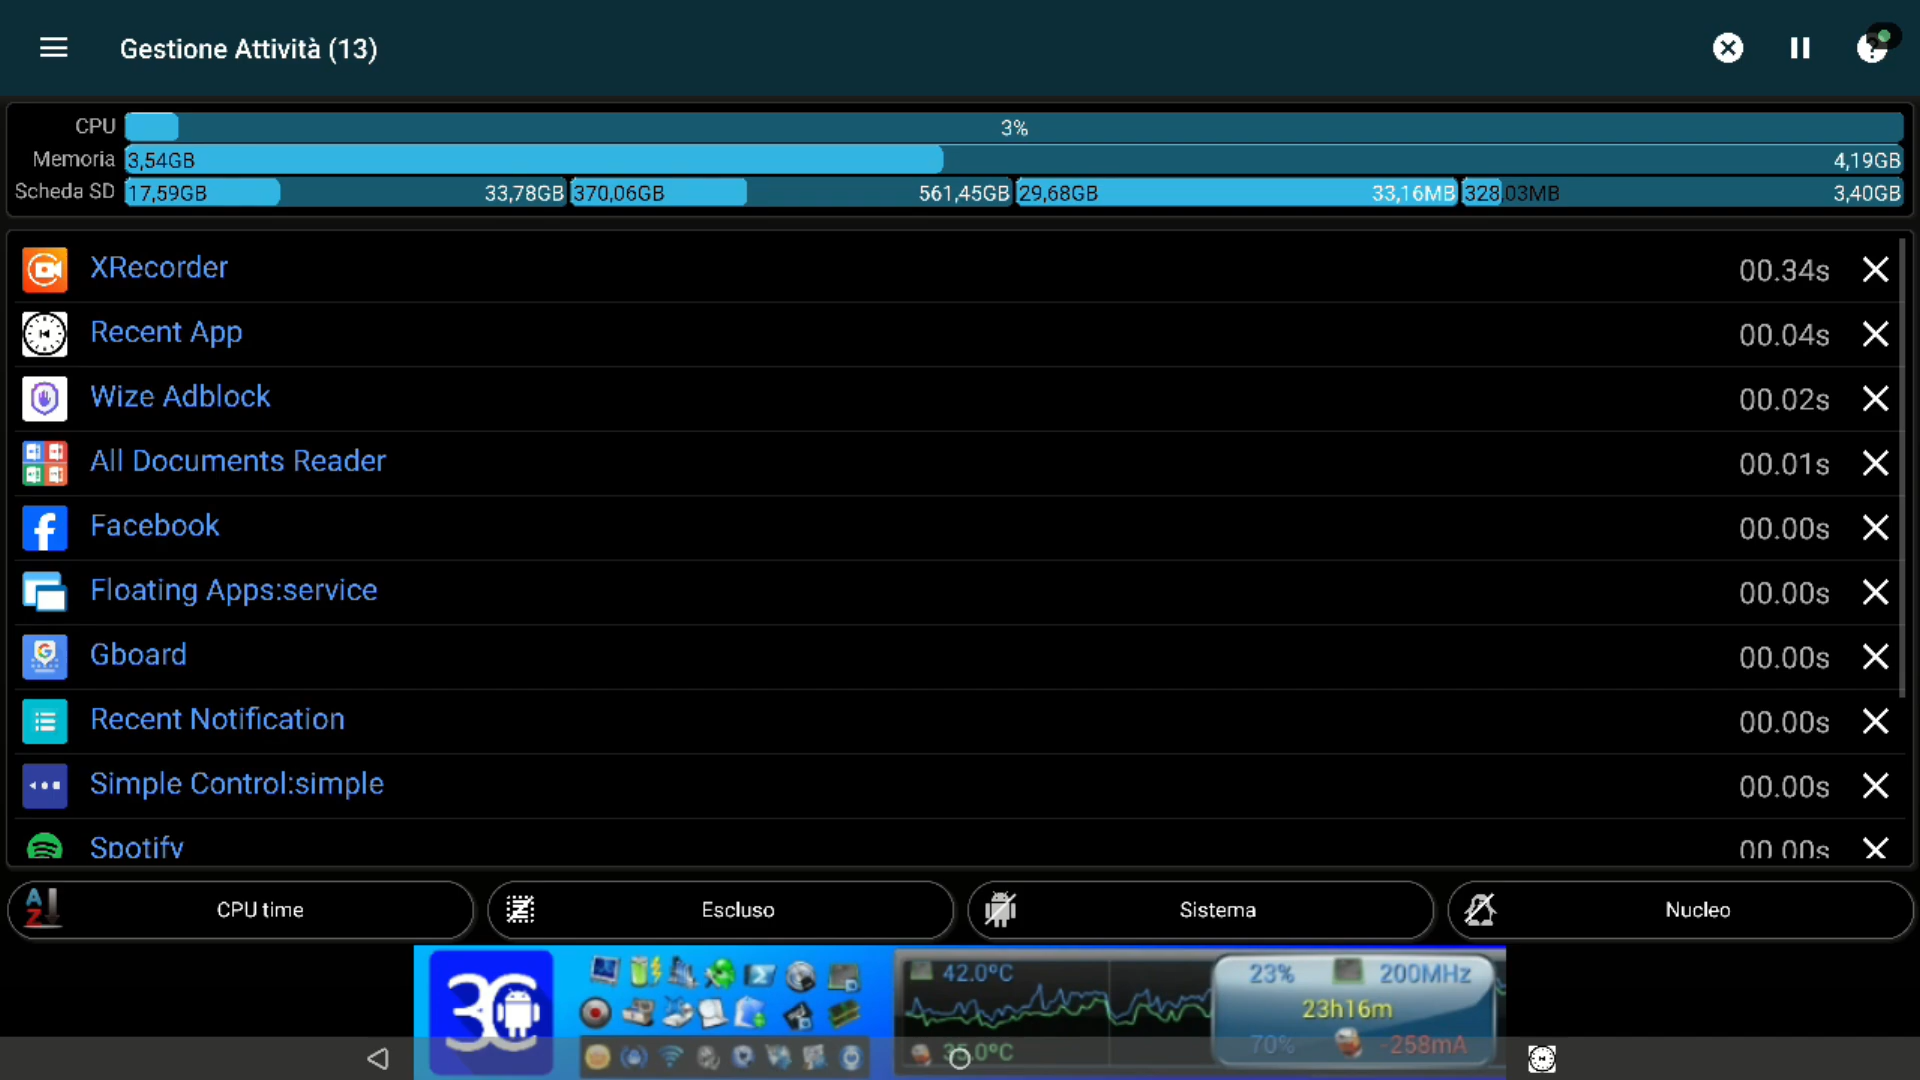 Gestione Attività (13)
CPU 3%
Memoria 3,54GB 4,19GB
Scheda SD 17,59GB 33,78GB 370,06GB 561,45GB 29,68GB 33,16MB 328,03MB 3,40GB
XRecorder 00.34s
Recent App 00.04s
Wize Adblock 00.02s
All Documents Reader 00.01s
Facebook 00.00s
Floating Apps:service 00.00s
Gboard 00.00s
Recent Notification 00.00s
Simple Control:simple 00.00s
Spotify 00.00s
CPU time Escluso Sistema Nucleo
3C 42.0°C 23% 200MHz
23h16m
70% -258mA